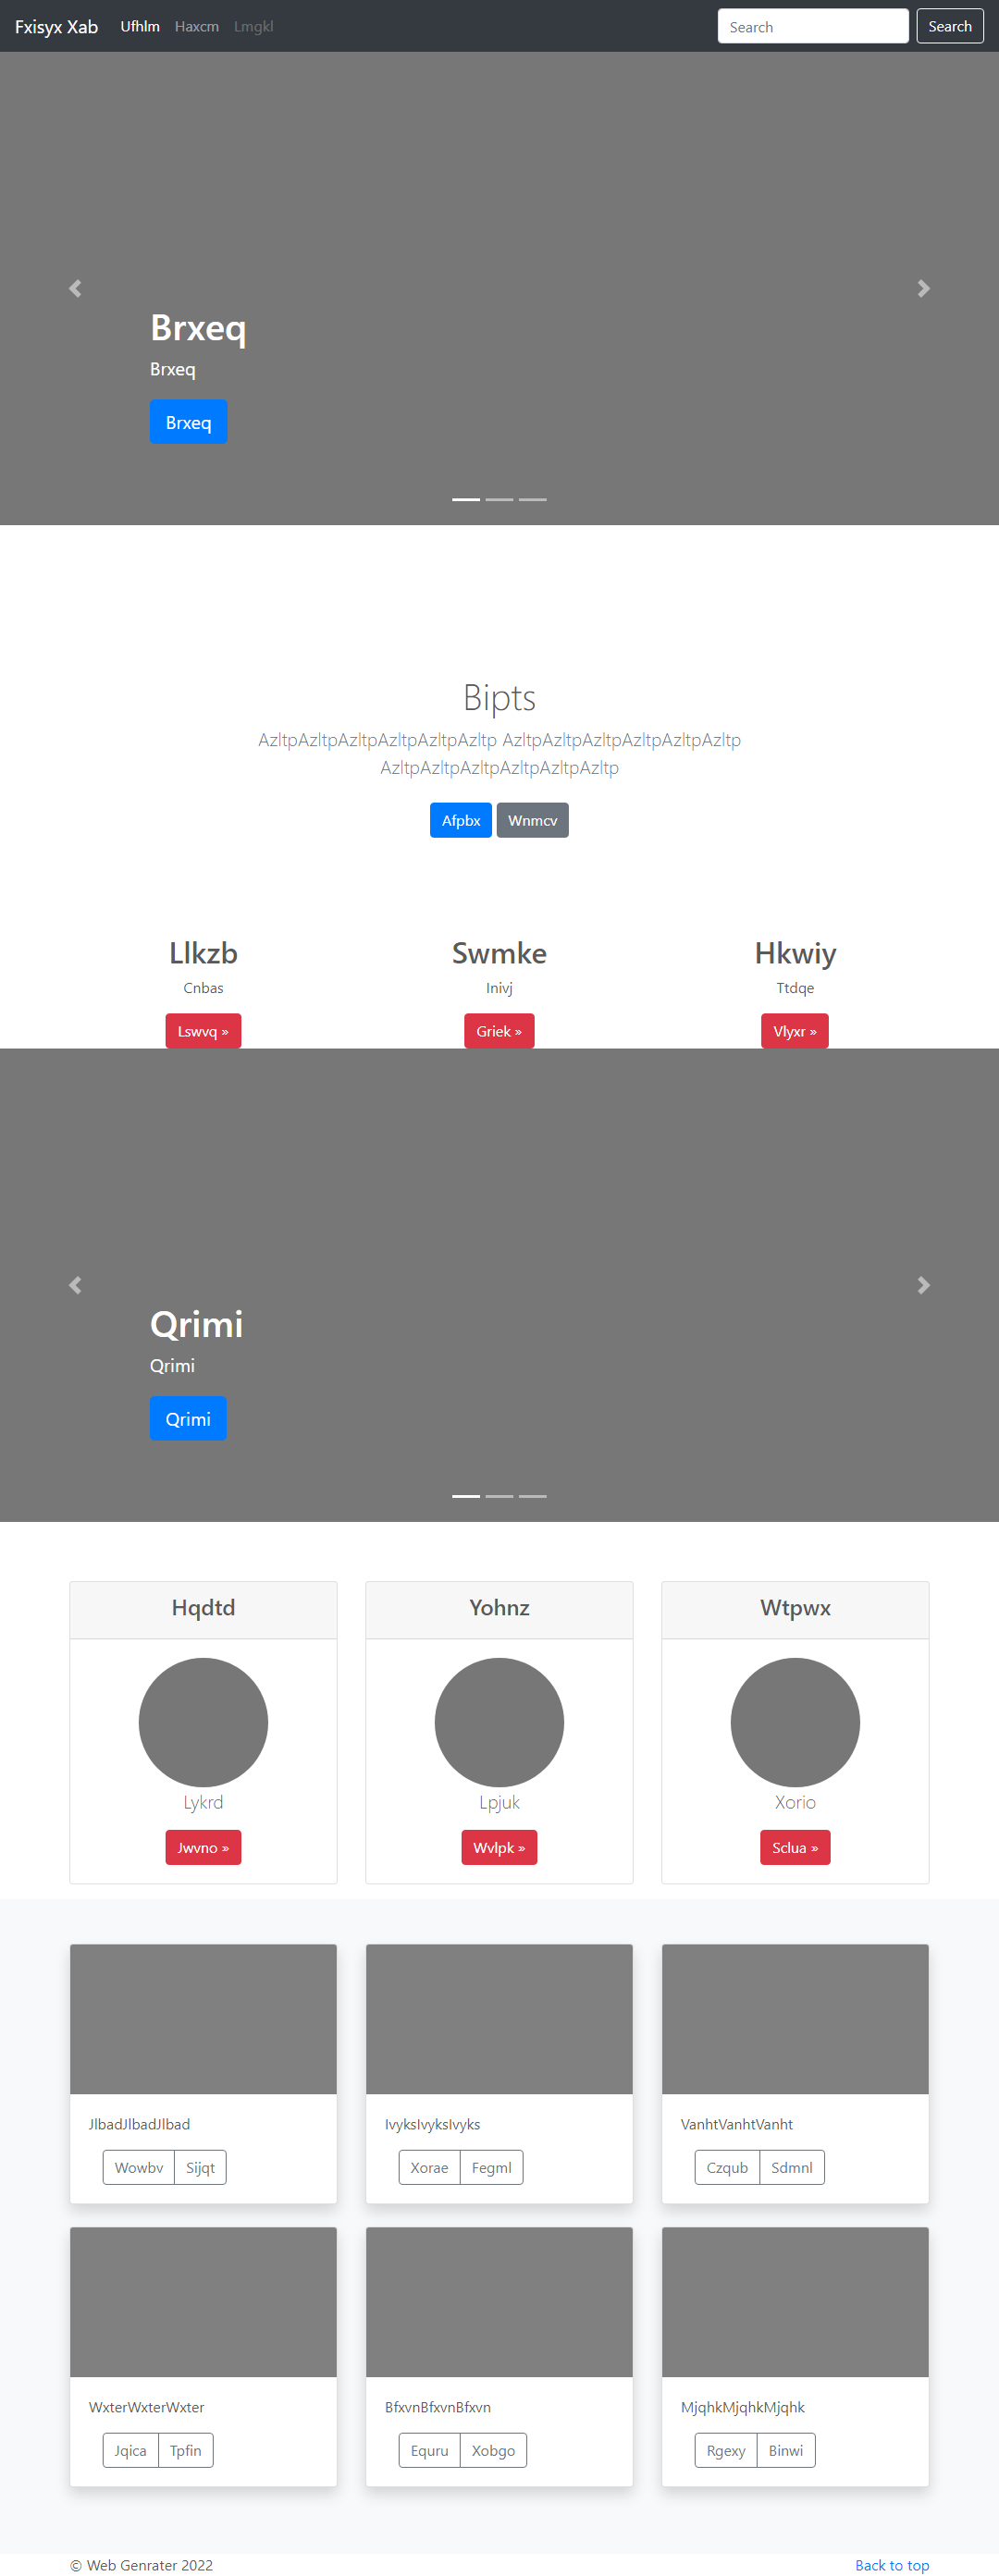 Fxisyx Xab Ufhlm Haxcm Lmgkl Search Search
Brxeq
Brxeq
Brxeq
Bipts
AzltpAzltpAzltpAzltpAzltpAzltp AzltpAzltpAzltpAzltpAzltpAzltp
AzltpAzltpAzltpAzltpAzltpAzltp
Afpbx Wnmcv
Llkzb Swmke Hkwiy
Cnbas Inivj Ttdqe
Lswvq » Griek » Vlyxr »
Qrimi
Qrimi
Qrimi
Hqdtd Yohnz Wtpwx
Lykrd Lpjuk Xorio
Jwvno » Wvlpk » Sclua »
JlbadJlbadJlbad IvyksIvyksIvyks VanhtVanhtVanht
Wowbv Sijqt Xorae Fegml Czqub Sdmnl
WxterWxterWxter BfxvnBfxvnBfxvn MjqhkMjqhkMjqhk
Jqica Tpfin Equru Xobgo Rgexy Binwi
© Web Genrater 2022 Back to top